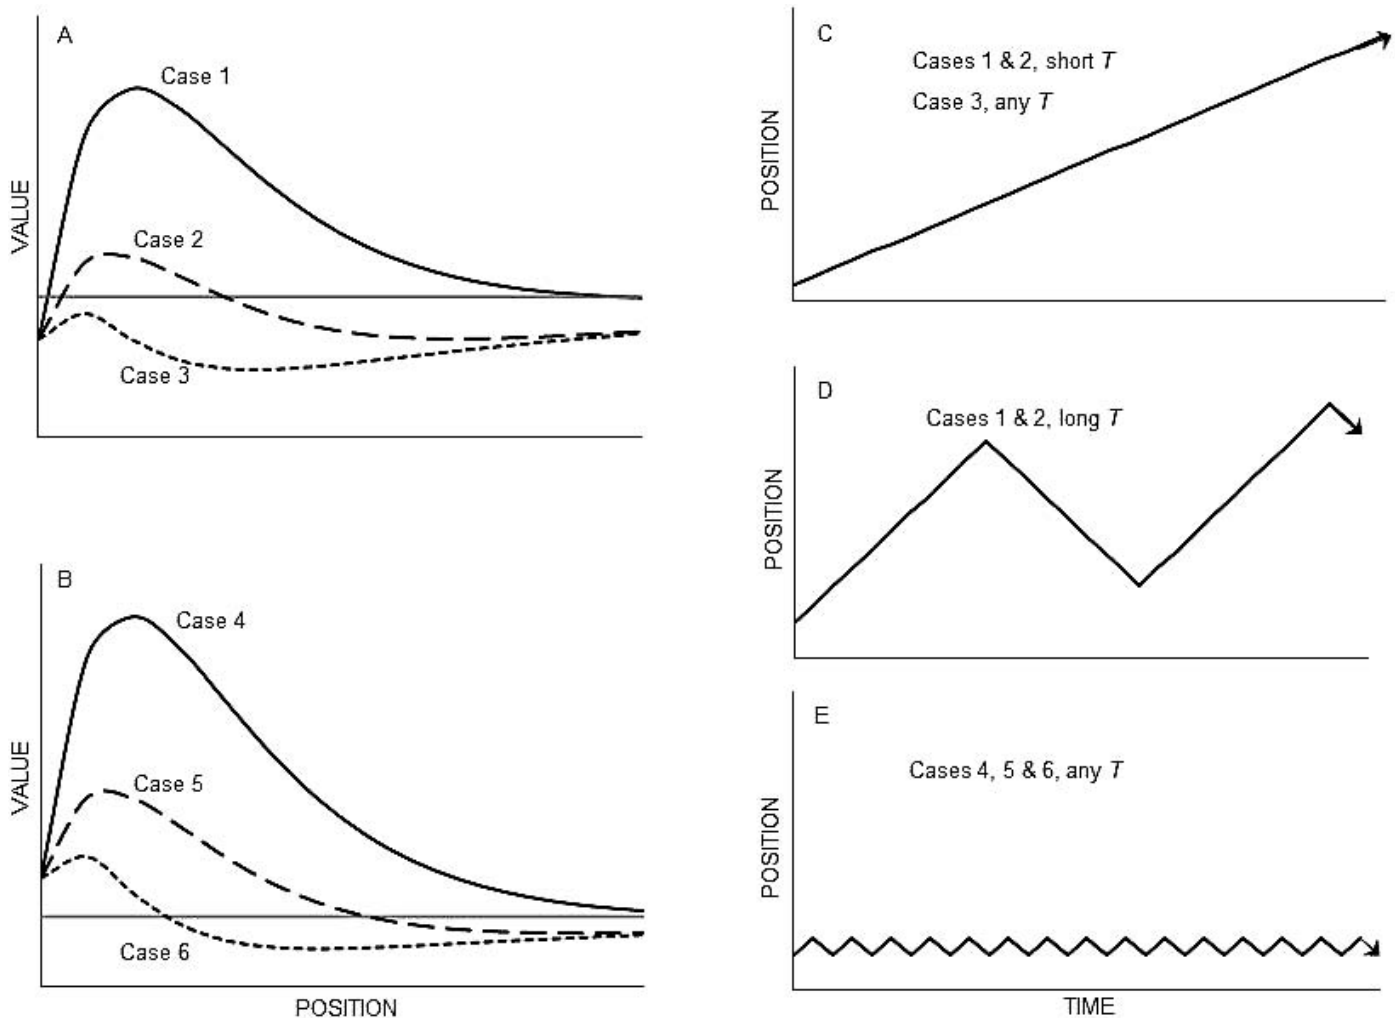 A
Case 1
Case 2
Case 3
VALUE
B
Case 4
Case 5
Case 6
VALUE
POSITION
C
Cases 1 & 2, short T
Case 3, any T
POSITION
D
Cases 1 & 2, long T
POSITION
E
Cases 4, 5 & 6, any T
POSITION
TIME